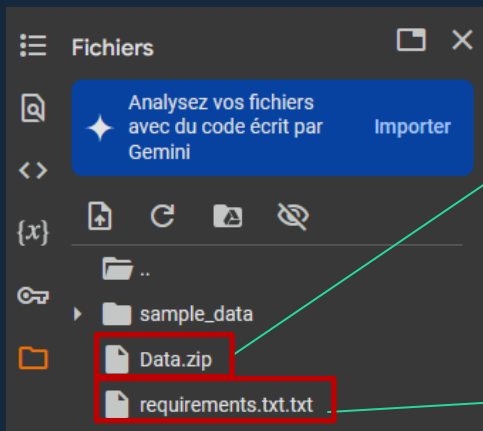 Fichiers
Analysez vos fichiers
avec du code écrit par
Gemini
Importer
{x}
..
sample_data
Data.zip
requirements.txt.txt